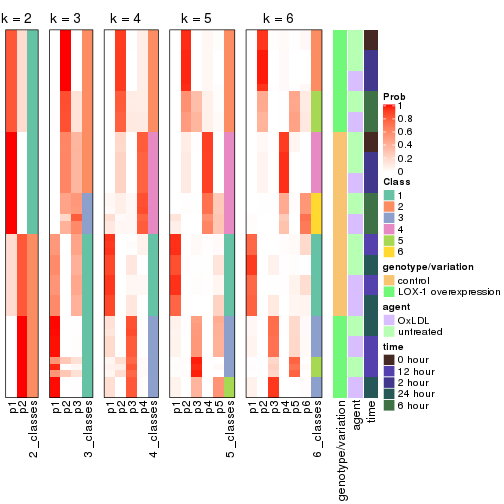 k = 2 k = 3 k = 4 k = 5 k = 6
p1 p2 2_classes p1 p2 p3 3_classes p1 p2 p3 p4 4_classes p1 p2 p3 p4 p5 5_classes p1 p2 p3 p4 p5 p6 6_classes genotype/variation agent time
Prob
1
0.8
0.6
0.4
0.2
0
Class
1
2
3
4
5
6
genotype/variation
control
LOX-1 overexpression
agent
OxLDL
untreated
time
0 hour
12 hour
2 hour
24 hour
6 hour